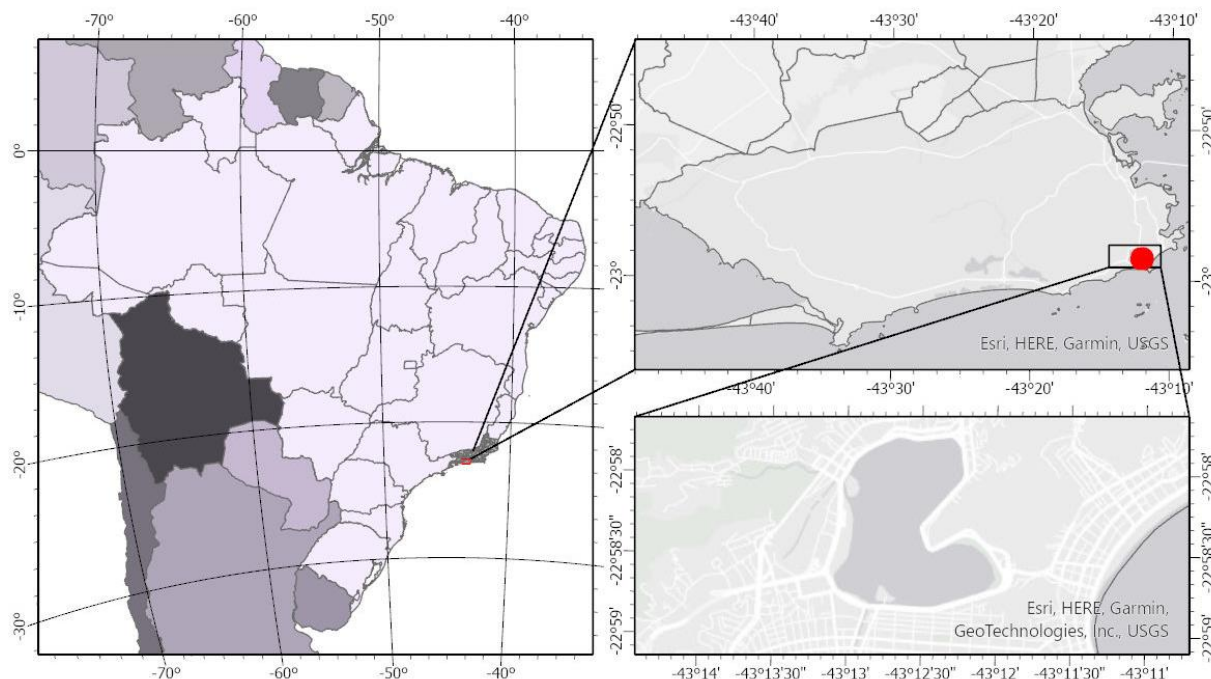 -70° -60° -50° -40°
0°
-10°
-20°
-30°
-70° -60° -50° -40°
-43°40' -43°30' -43°20' -43°10'
-22°50' -22°50'
-23° -23°
Esri, HERE, Garmin, USGS
-43°40' -43°30' -43°20' -43°10'
-22°58' -22°58'
-22°58'30" -22°58'30"
-22°59' -22°59'
Esri, HERE, Garmin,
GeoTechnologies, Inc., USGS
-43°14' -43°13'30" -43°13' -43°12'30" -43°12' -43°11'30" -43°11'